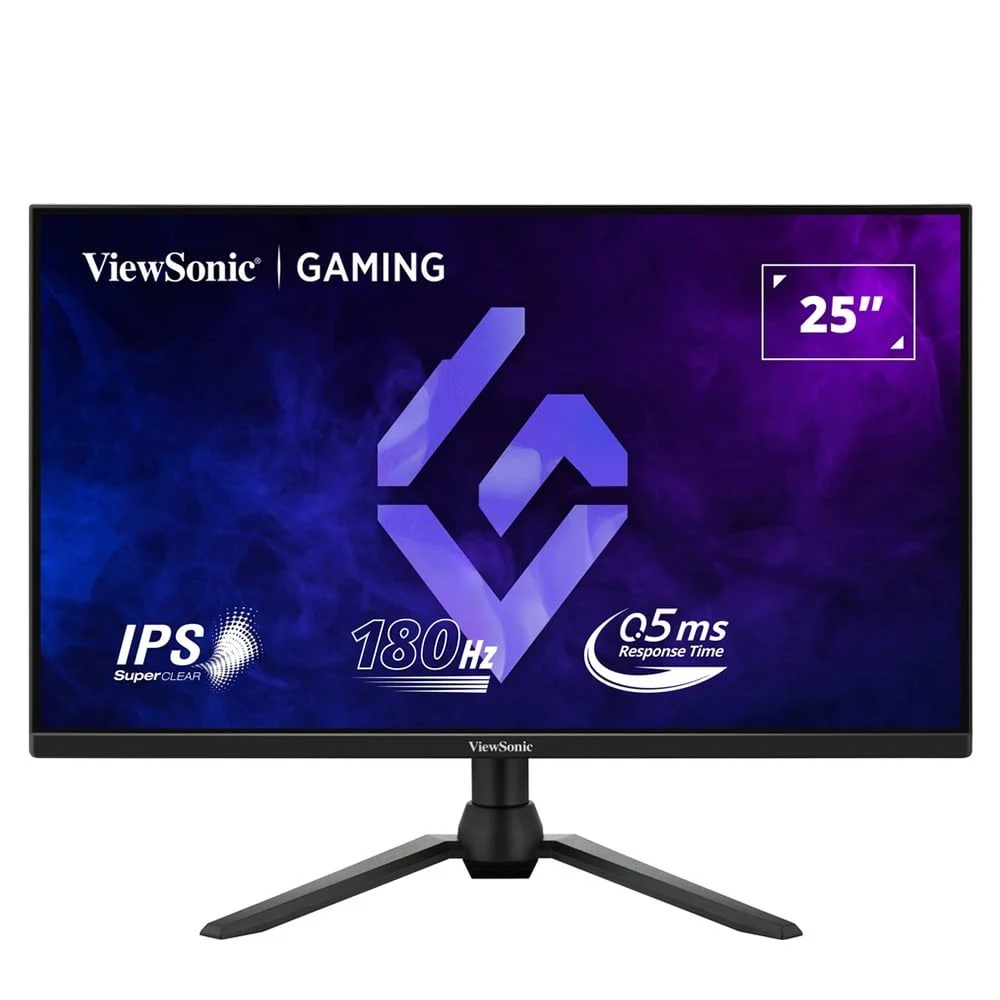 ViewSonic® | GAMING
25"
IPS
SuperCLEAR
180Hz
0.5ms
Response Time
ViewSonic